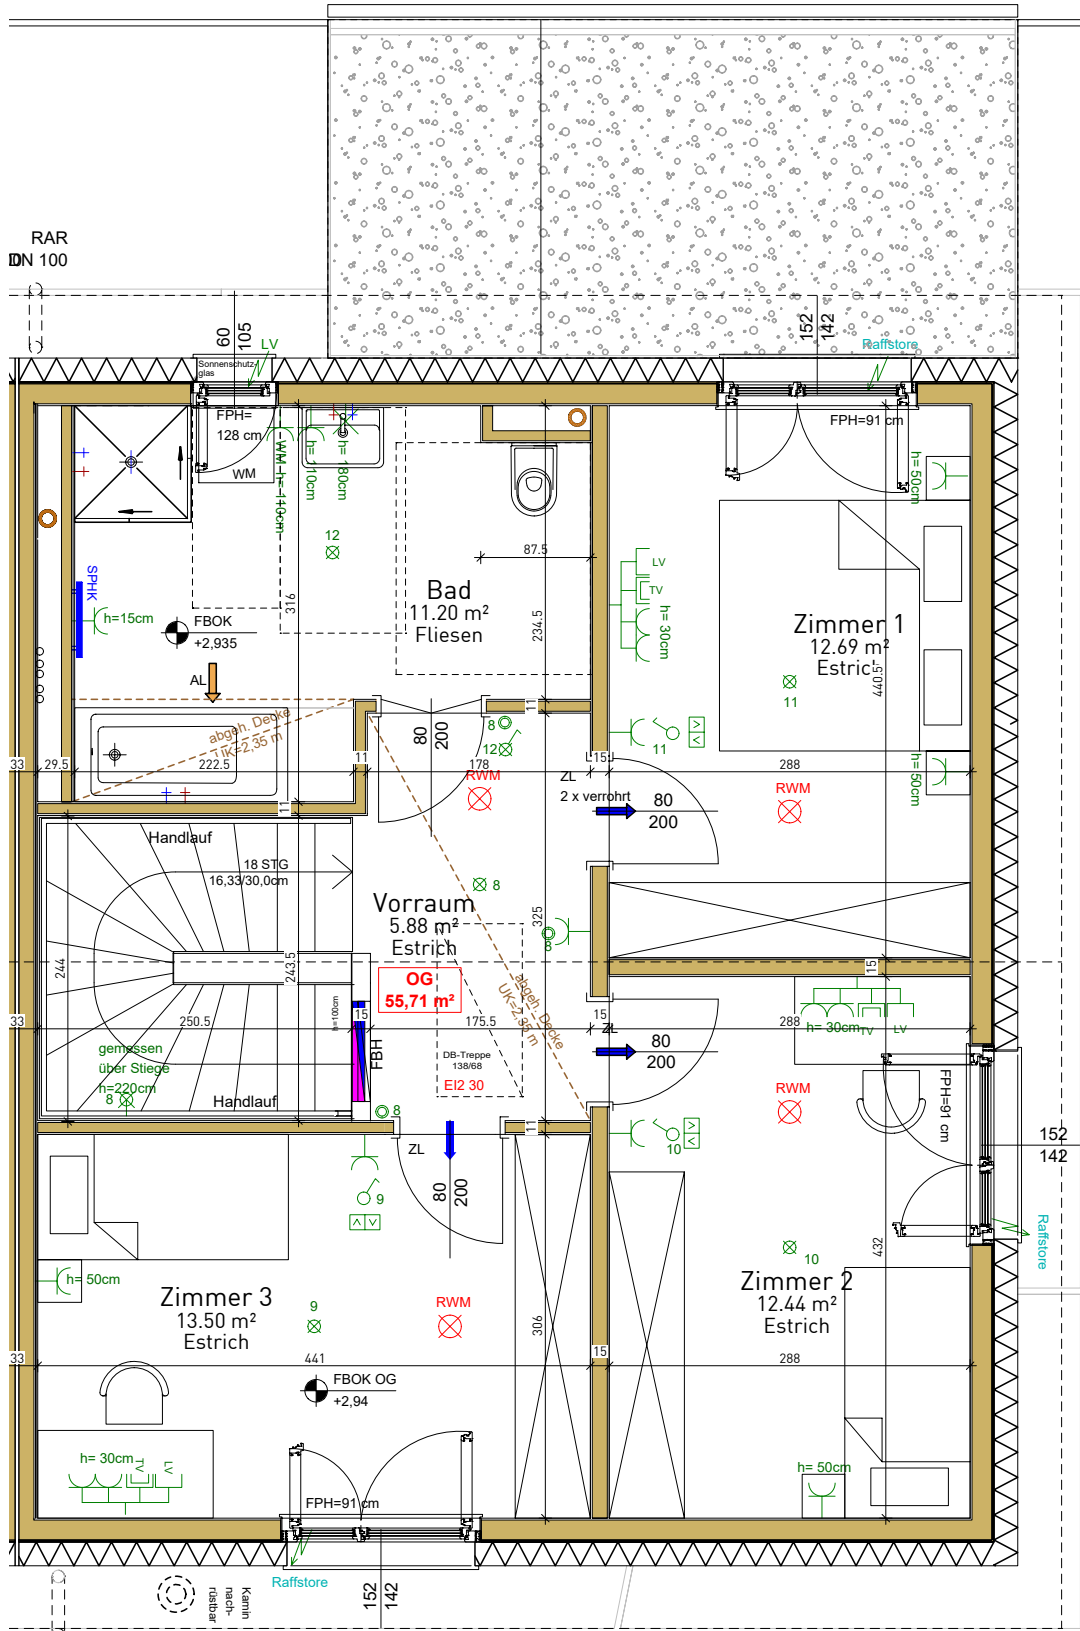 RAR
DN 100
60
105
LV
Sonnenschutz-
glas
152
142
Raffstore
FPH=
128 cm
WM
WM h=110cm
h= 110cm
h= 180cm
FPH=91 cm
h= 50cm
12
87.5
SPHK
h=15cm
316
Bad
11.20 m²
Fliesen
234.5
LV
TV
h= 30cm
Zimmer 1
12.69 m²
Estrich
440.5
FBOK
+2,935
AL
11
abgeh. Decke
UK=2,35 m
80
200
8
12
11
11
33
29.5
222.5
11
178
RWM
15
ZL
2 x verrohrt
80
200
288
RWM
h= 50cm
11
Handlauf
18 STG
16,33/30,0cm
8
Vorraum
5.88 m²
Estrich
325
8
244
243.5
OG
55,71 m²
abgeh. Decke
UK=2,35 m
15
33
250.5
h=100cm
15
FBH
175.5
15
ZL
80
200
288
h= 30cm
TV
LV
gemessen
über Stiege
h=220cm
8
DB-Treppe
138/68
EI2 30
RWM
FPH=91 cm
Handlauf
8
11
152
142
ZL
80
200
10
9
Raffstore
h= 50cm
10
432
Zimmer 3
13.50 m²
Estrich
9
RWM
306
Zimmer 2
12.44 m²
Estrich
33
441
15
288
FBOK OG
+2,94
h= 30cm
TV
LV
h= 50cm
FPH=91 cm
Raffstore
152
142
Kamin
nach-
rüstbar